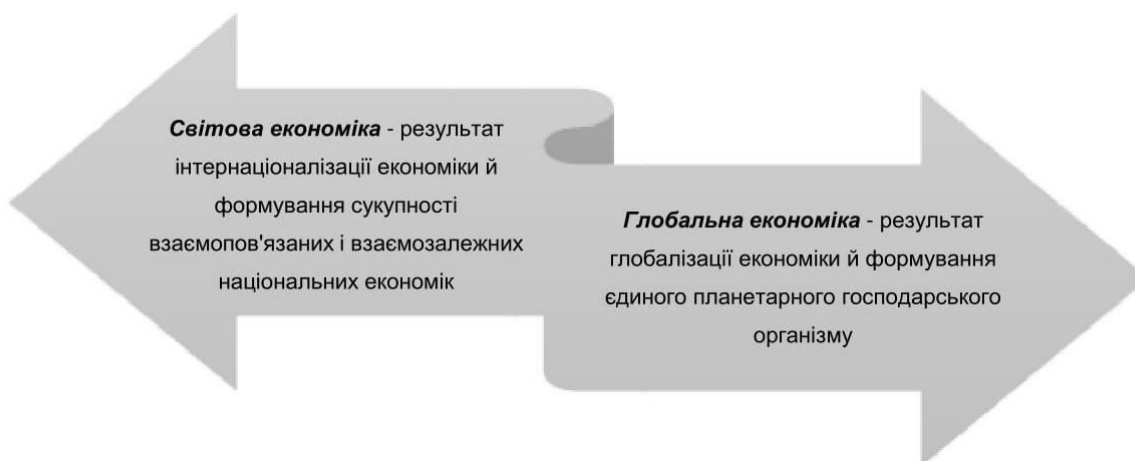 Світова економіка - результат
інтернаціоналізації економіки й
формування сукупності
взаємопов'язаних і взаємозалежних
національних економік
Глобальна економіка - результат
глобалізації економіки й формування
єдиного планетарного господарського
організму